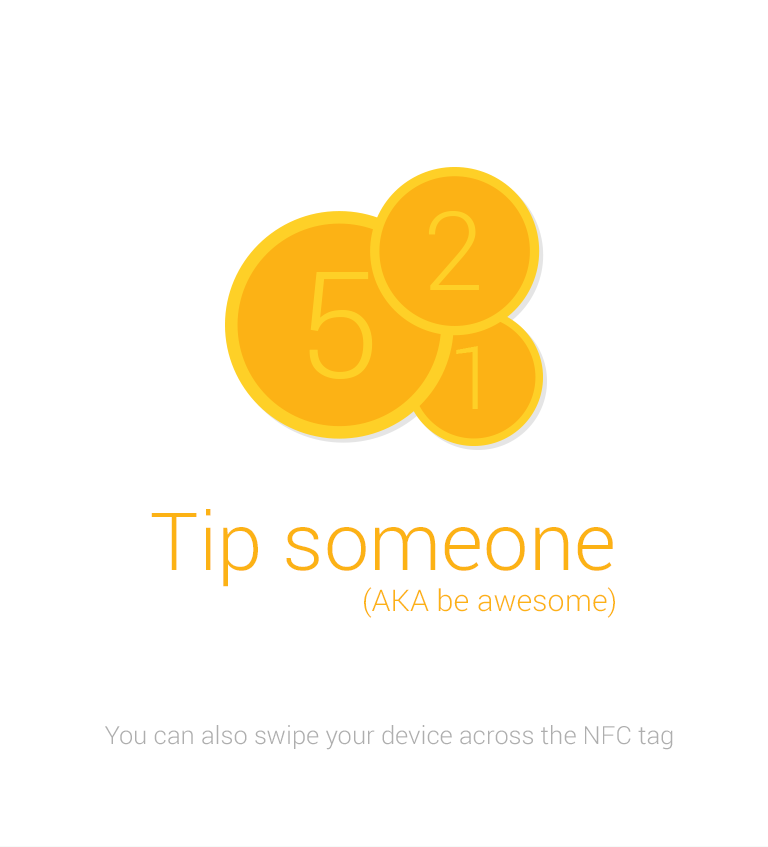 2
5
1
Tip someone
(AKA be awesome)
You can also swipe your device across the NFC tag